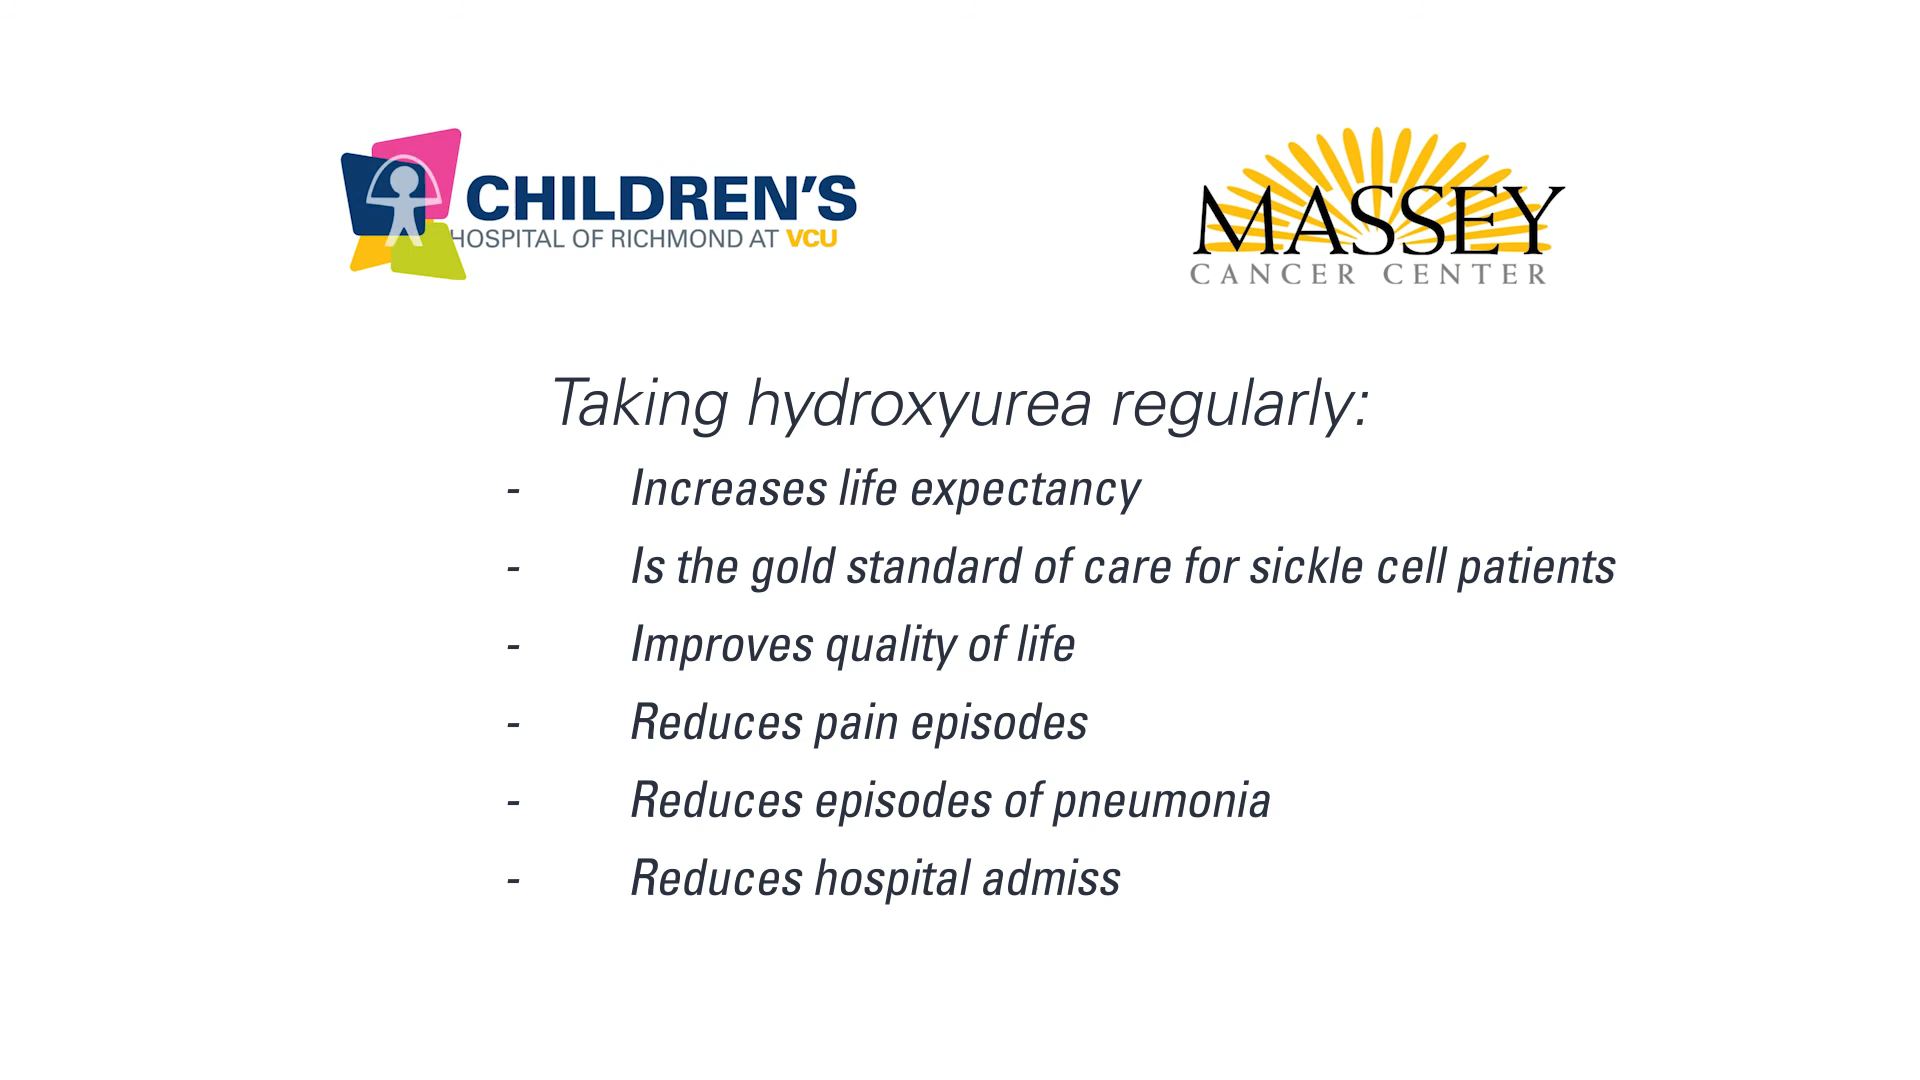 CHILDREN'S
HOSPITAL OF RICHMOND AT VCU
MASSEY
CANCER CENTER
Taking hydroxyurea regularly:
- Increases life expectancy
- Is the gold standard of care for sickle cell patients
- Improves quality of life
- Reduces pain episodes
- Reduces episodes of pneumonia
- Reduces hospital admiss